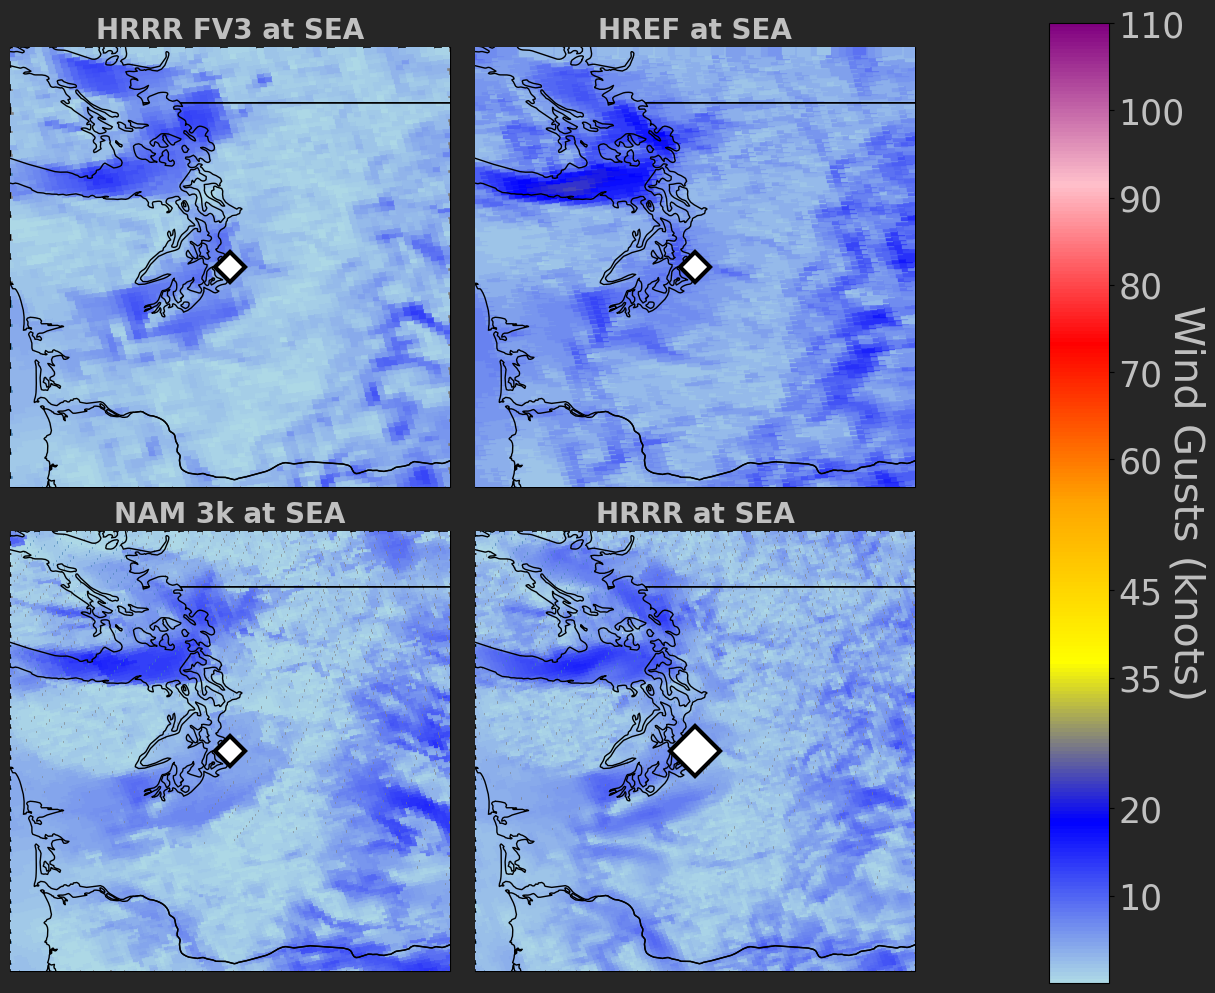 HRRR FV3 at SEA
HREF at SEA
NAM 3k at SEA
HRRR at SEA
110
100
90
80
70
60
45
35
20
10
Wind Gusts (knots)